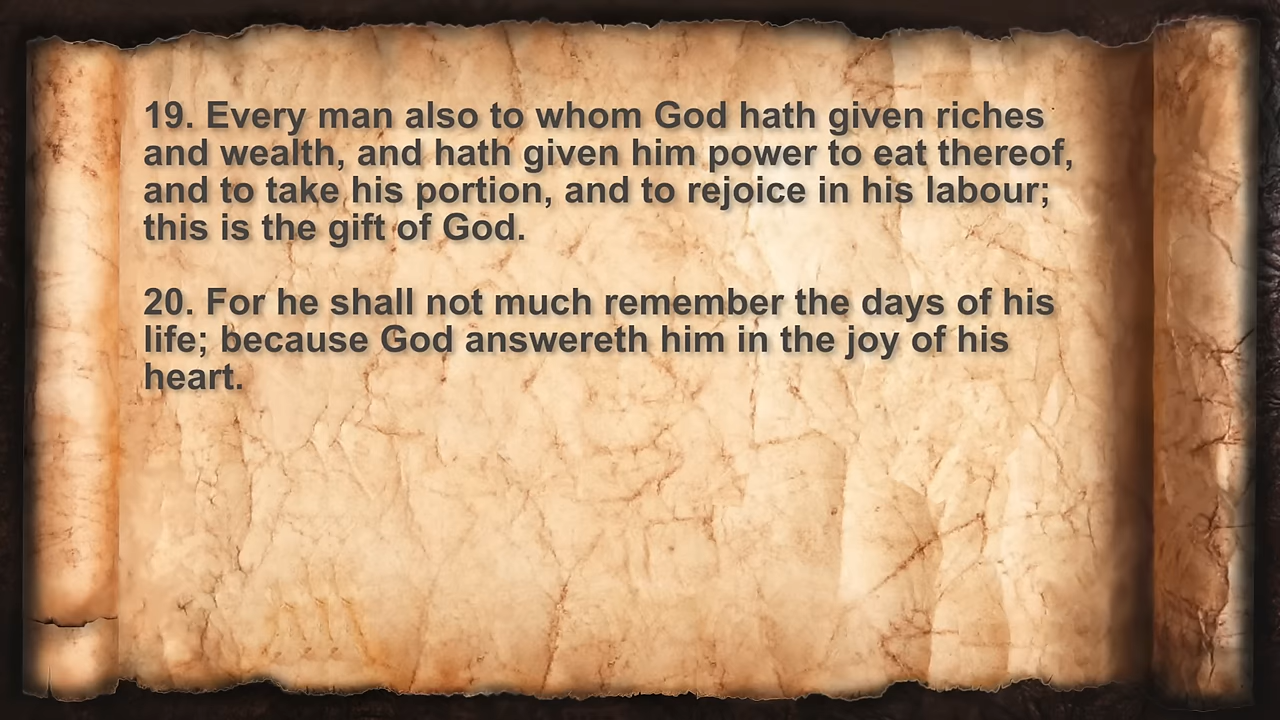 19. Every man also to whom God hath given riches
and wealth, and hath given him power to eat thereof,
and to take his portion, and to rejoice in his labour;
this is the gift of God.
20. For he shall not much remember the days of his
life; because God answereth him in the joy of his
heart.